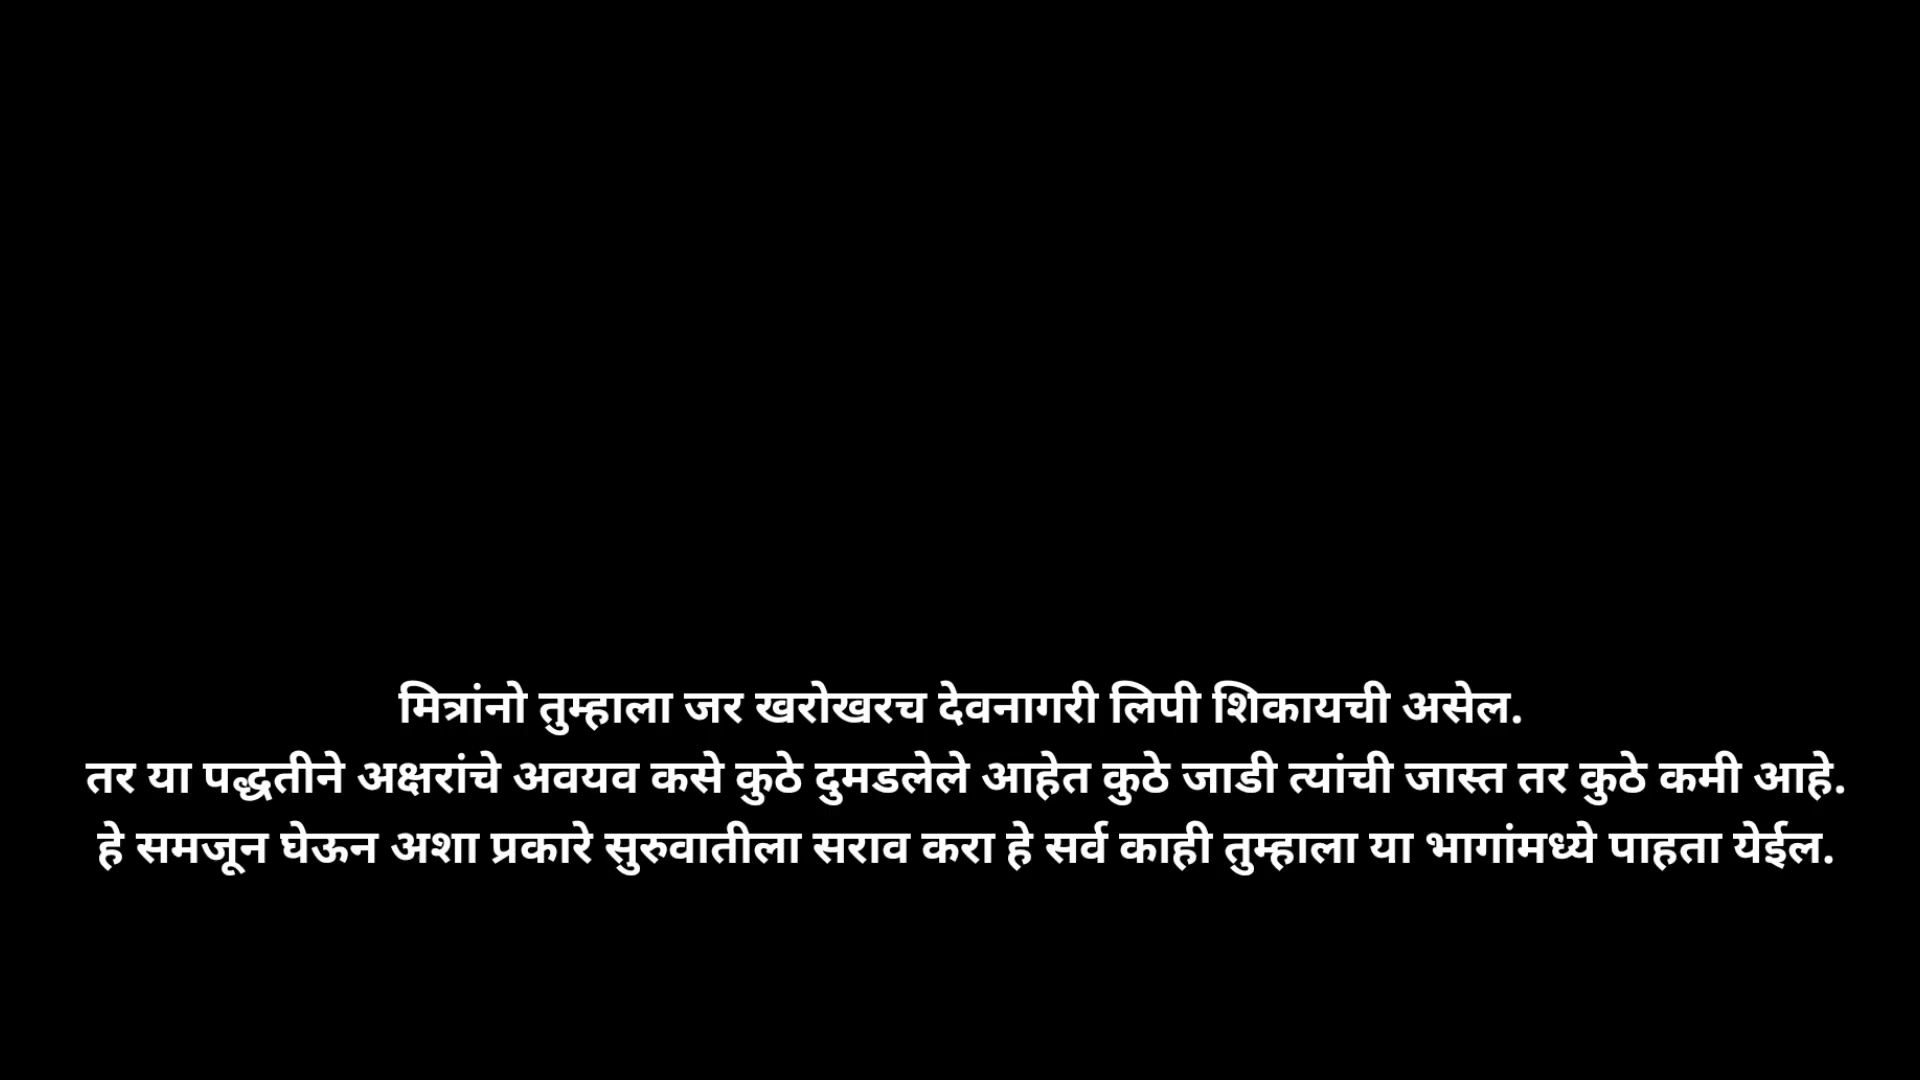 मित्रांनो तुम्हाला जर खरोखरच देवनागरी लिपी शिकायची असेल.
तर या पद्धतीने अक्षरांचे अवयव कसे कुठे दुमडलेले आहेत कुठे जाडी त्यांची जास्त तर कुठे कमी आहे.
हे समजून घेऊन अशा प्रकारे सुरुवातीला सराव करा हे सर्व काही तुम्हाला या भागांमध्ये पाहता येईल.